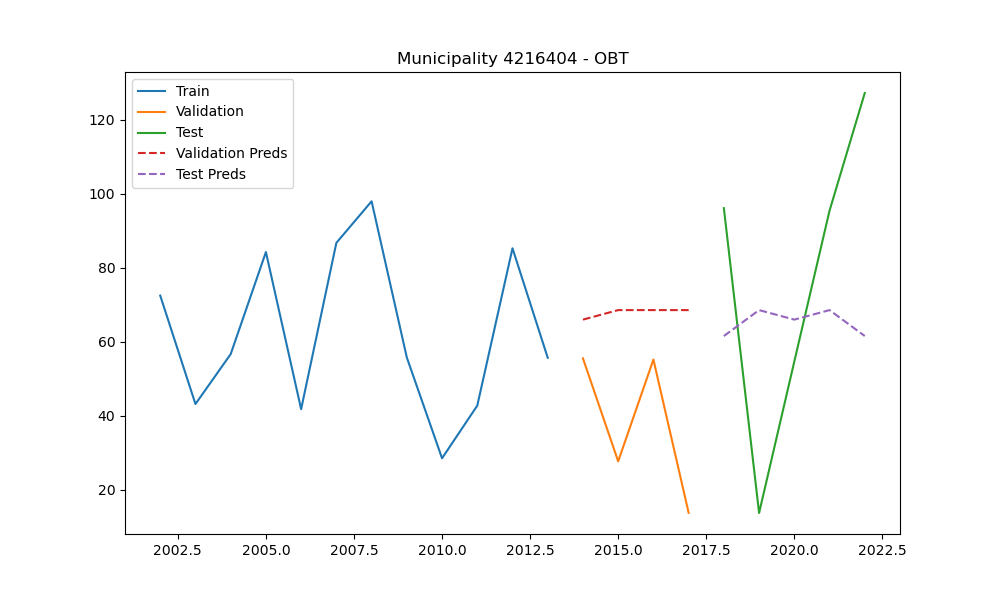 Municipality 4216404 - OBT
Train
Validation
Test
Validation Preds
Test Preds
120
100
80
60
40
20
2002.5 2005.0 2007.5 2010.0 2012.5 2015.0 2017.5 2020.0 2022.5